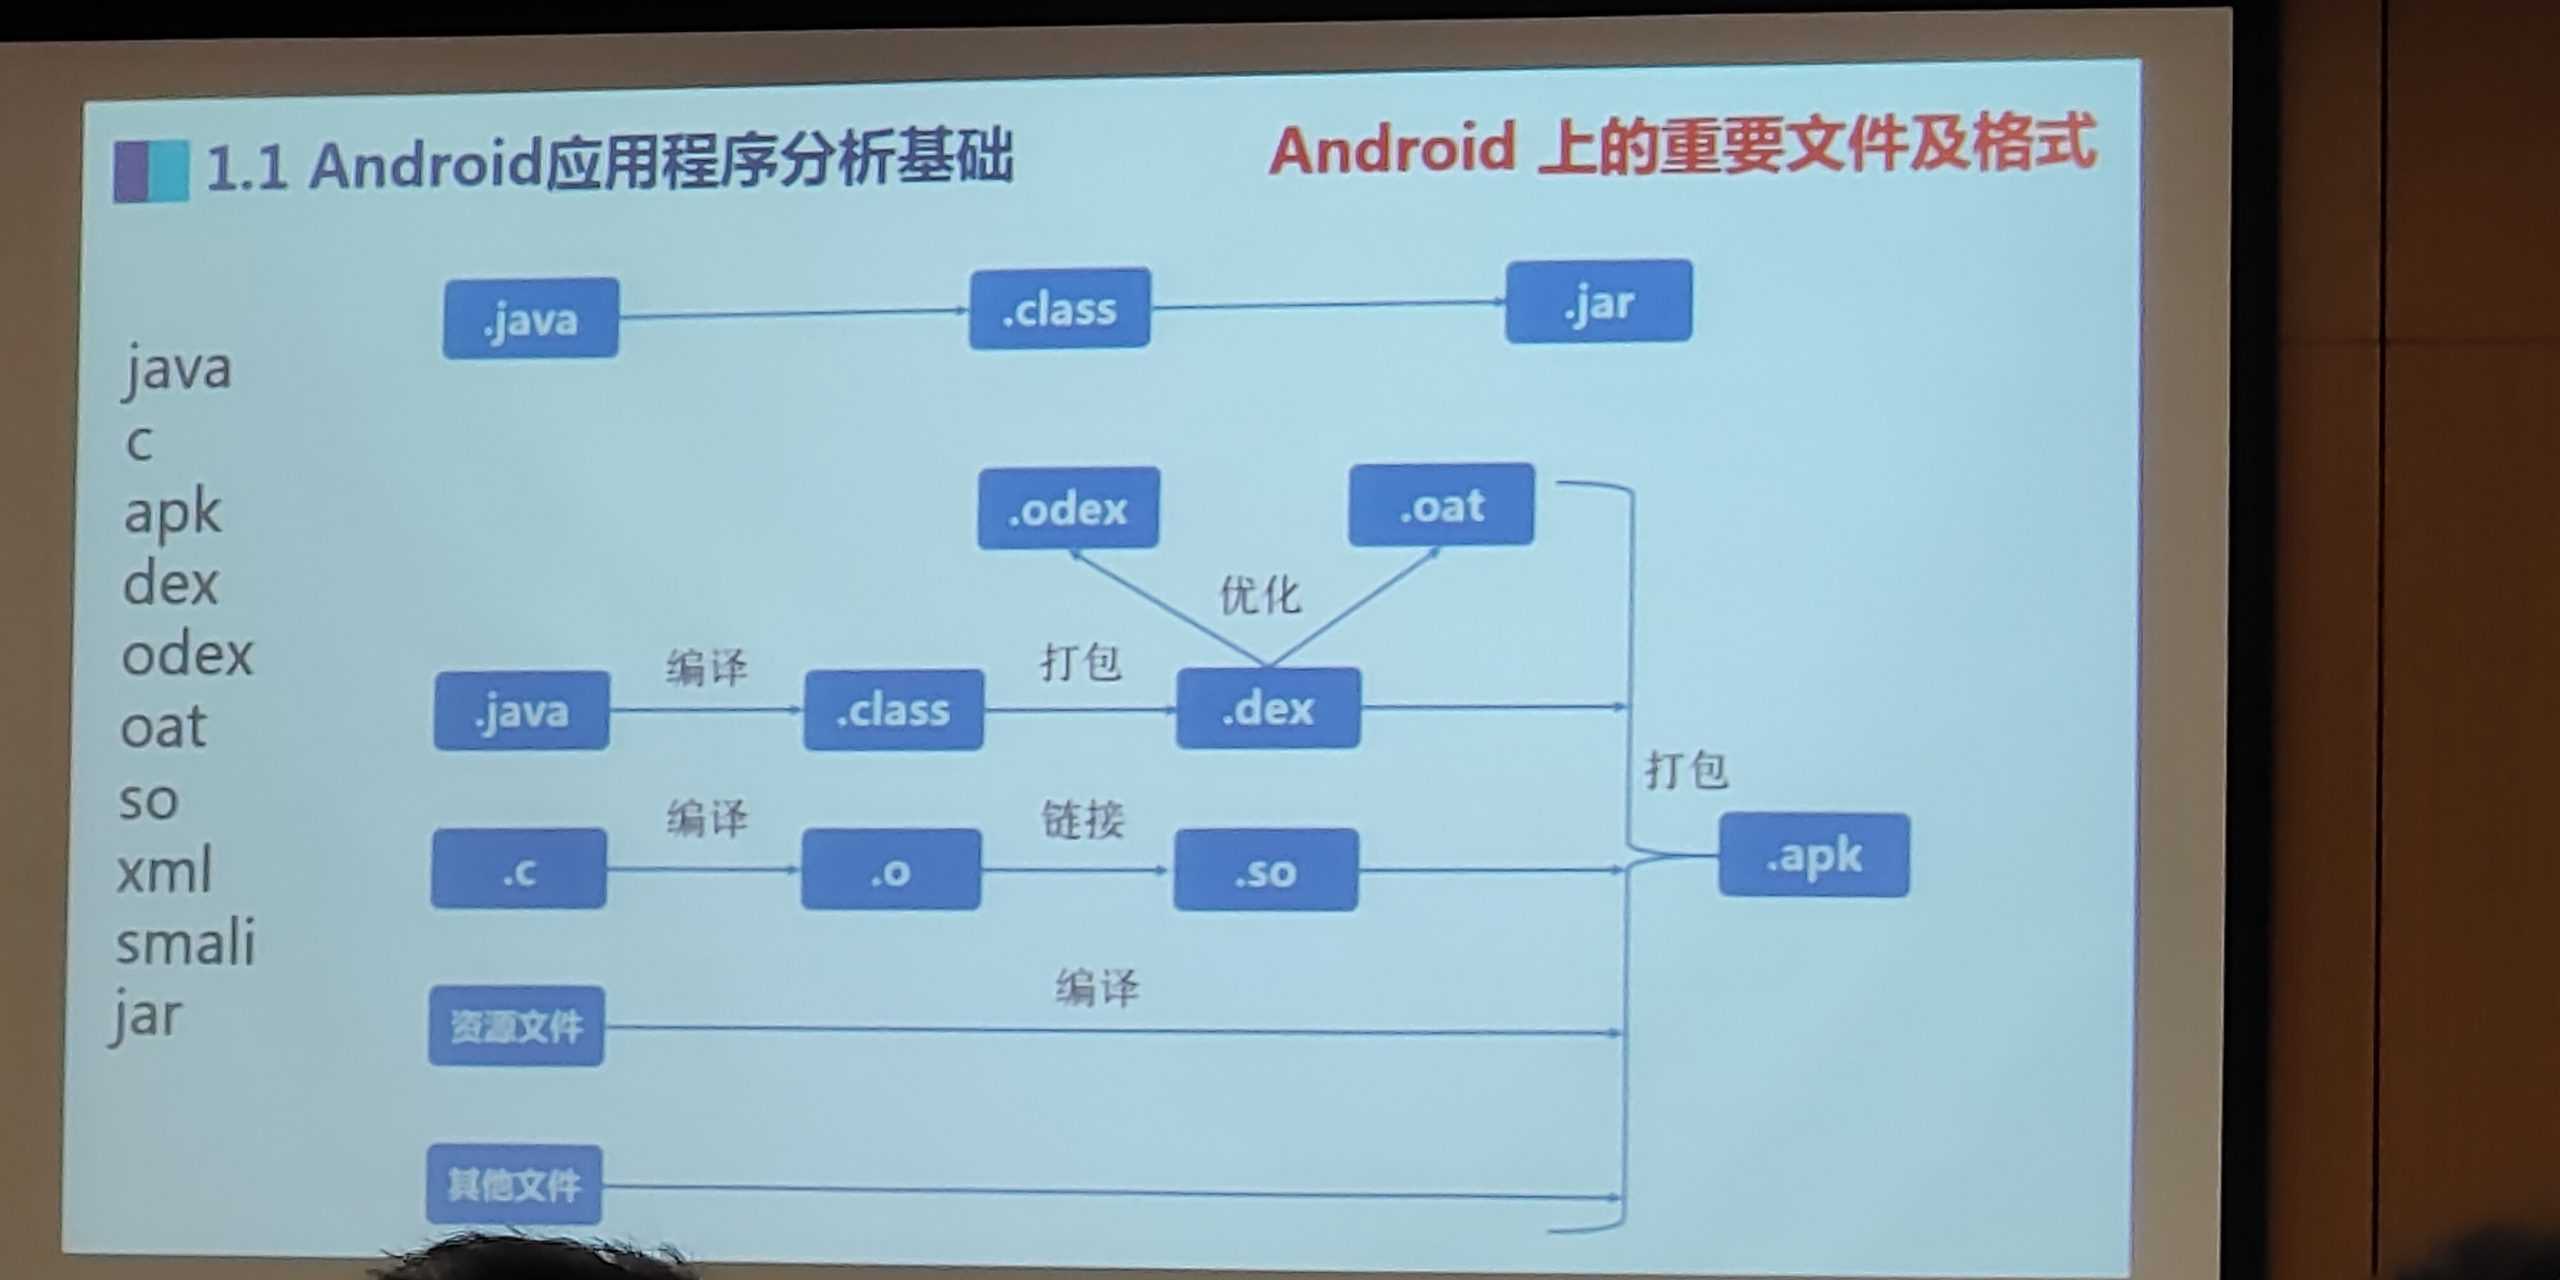 1.1 Android应用程序分析基础
Android 上的重要文件及格式
java
c
apk
dex
odex
oat
so
xml
smali
jar
.java
.class
.jar
.odex
.oat
优化
编译
打包
.java
.class
.dex
打包
编译
链接
.c
.o
.so
.apk
编译
资源文件
其他文件